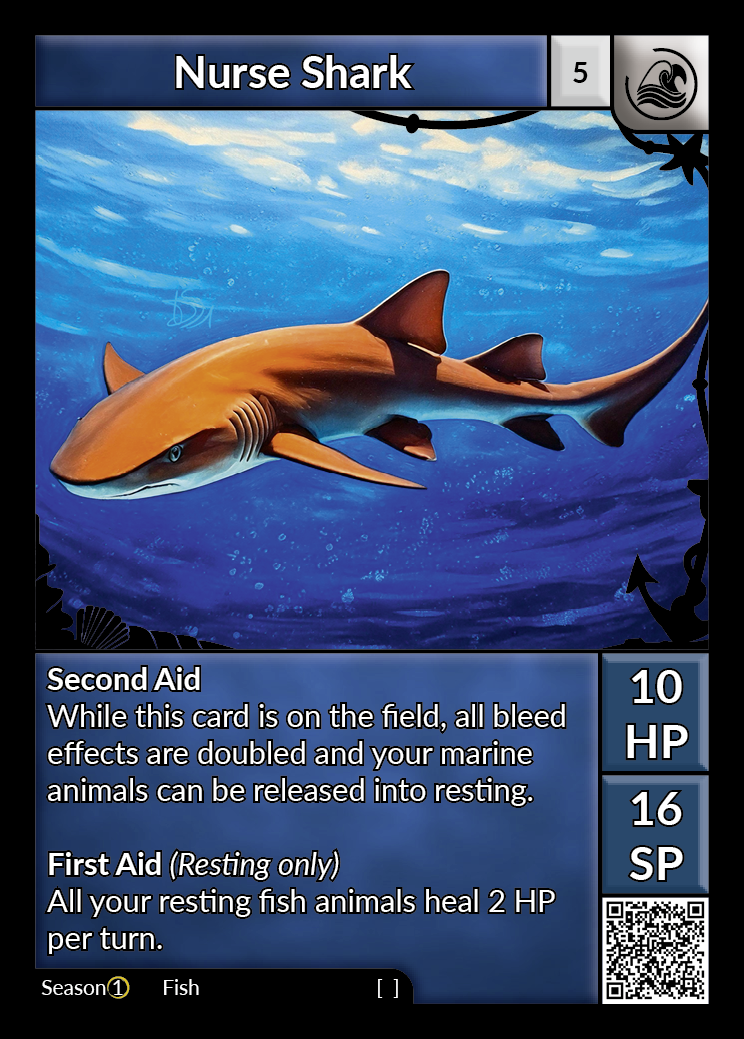 Nurse Shark
5
Second Aid
While this card is on the field, all bleed
effects are doubled and your marine
animals can be released into resting.
First Aid (Resting only)
All your resting fish animals heal 2 HP
per turn.
10
HP
16
SP
Season 1 Fish [ ]